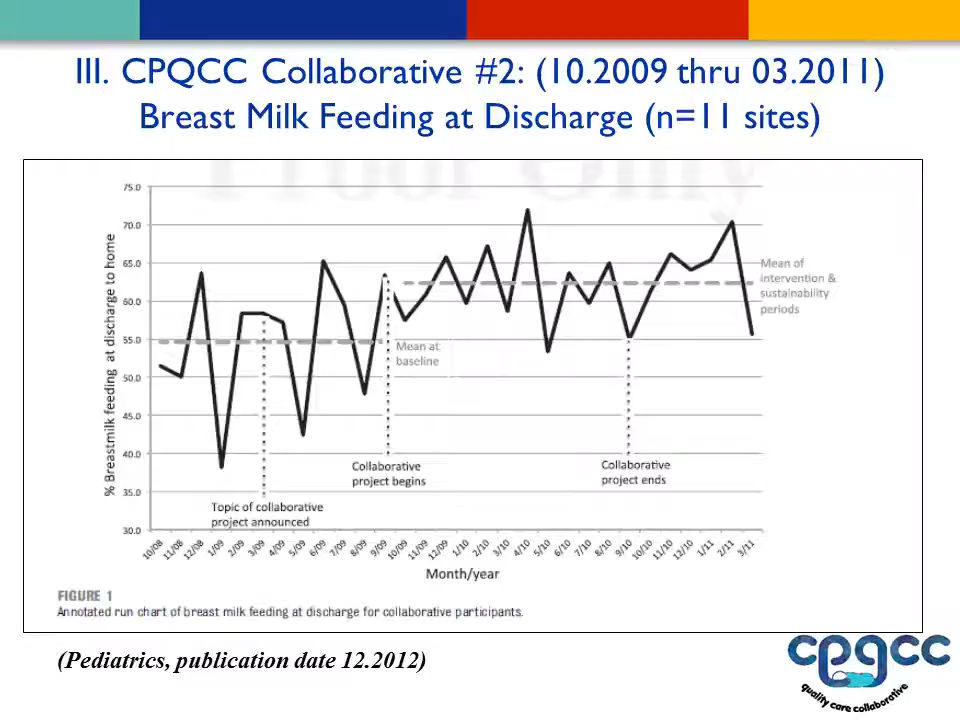 III. CPQCC Collaborative #2: (10.2009 thru 03.2011)
Breast Milk Feeding at Discharge (n=11 sites)
Proof Only
75.0
70.0
65.0
60.0
55.0
50.0
45.0
40.0
35.0
30.0
% Breastmilk feeding at discharge to home
Mean of
intervention &
sustainability
periods
Mean at
baseline
Collaborative
project begins
Collaborative
project ends
Topic of collaborative
project announced
10/08
11/08
12/08
1/09
2/09
3/09
4/09
5/09
6/09
7/09
8/09
9/09
10/09
11/09
12/09
1/10
2/10
3/10
4/10
5/10
6/10
7/10
8/10
9/10
10/10
11/10
12/10
1/11
2/11
3/11
Month/year
FIGURE 1
Annotated run chart of breast milk feeding at discharge for collaborative participants.
(Pediatrics, publication date 12.2012)
cpqcc
quality care collaborative